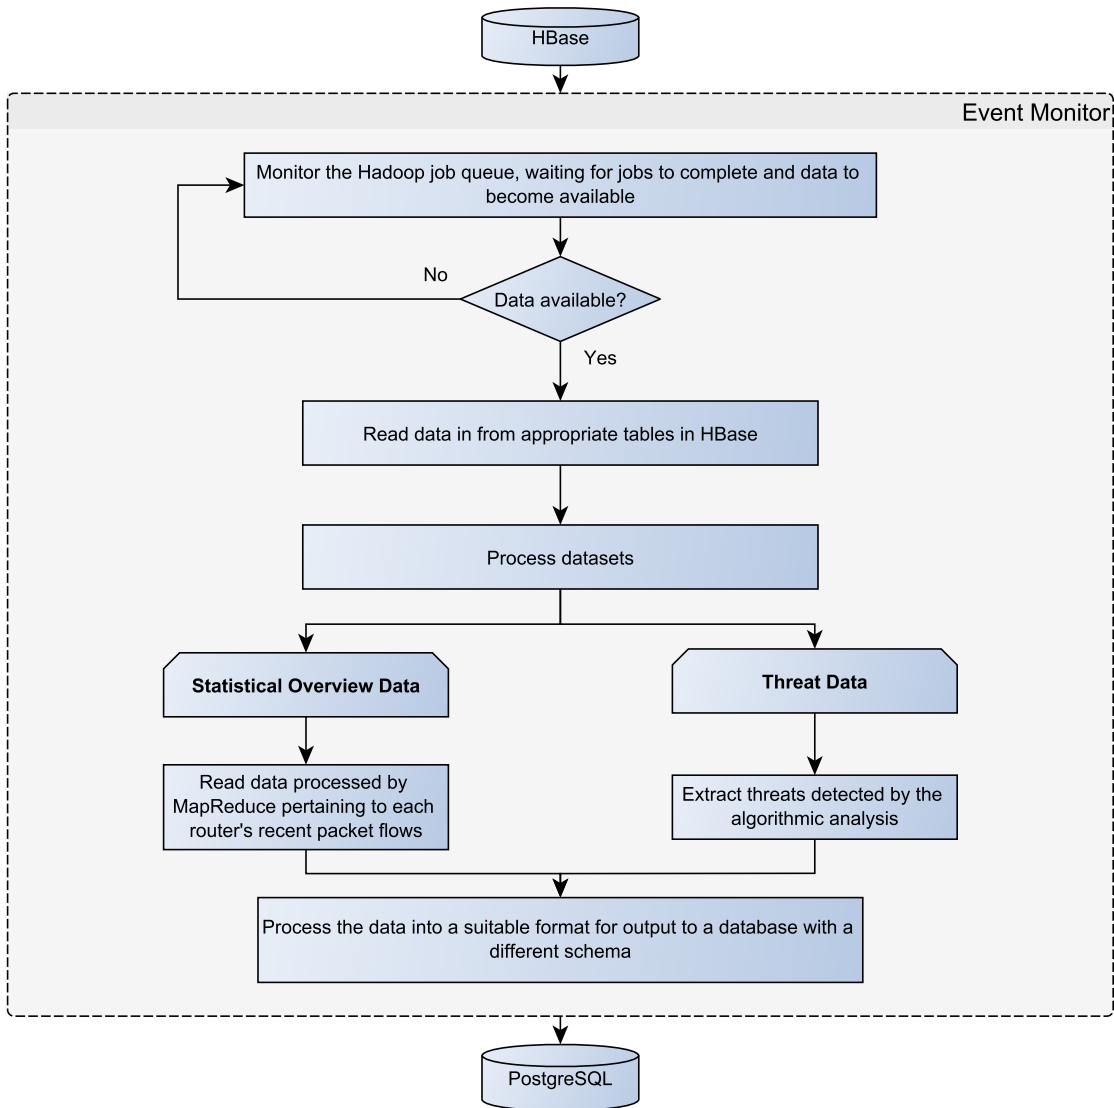 HBase
Event Monitor
Monitor the Hadoop job queue, waiting for jobs to complete and data to
become available
No
Data available?
Yes
Read data in from appropriate tables in HBase
Process datasets
Statistical Overview Data
Threat Data
Read data processed by
MapReduce pertaining to each
router's recent packet flows
Extract threats detected by the
algorithmic analysis
Process the data into a suitable format for output to a database with a
different schema
PostgreSQL